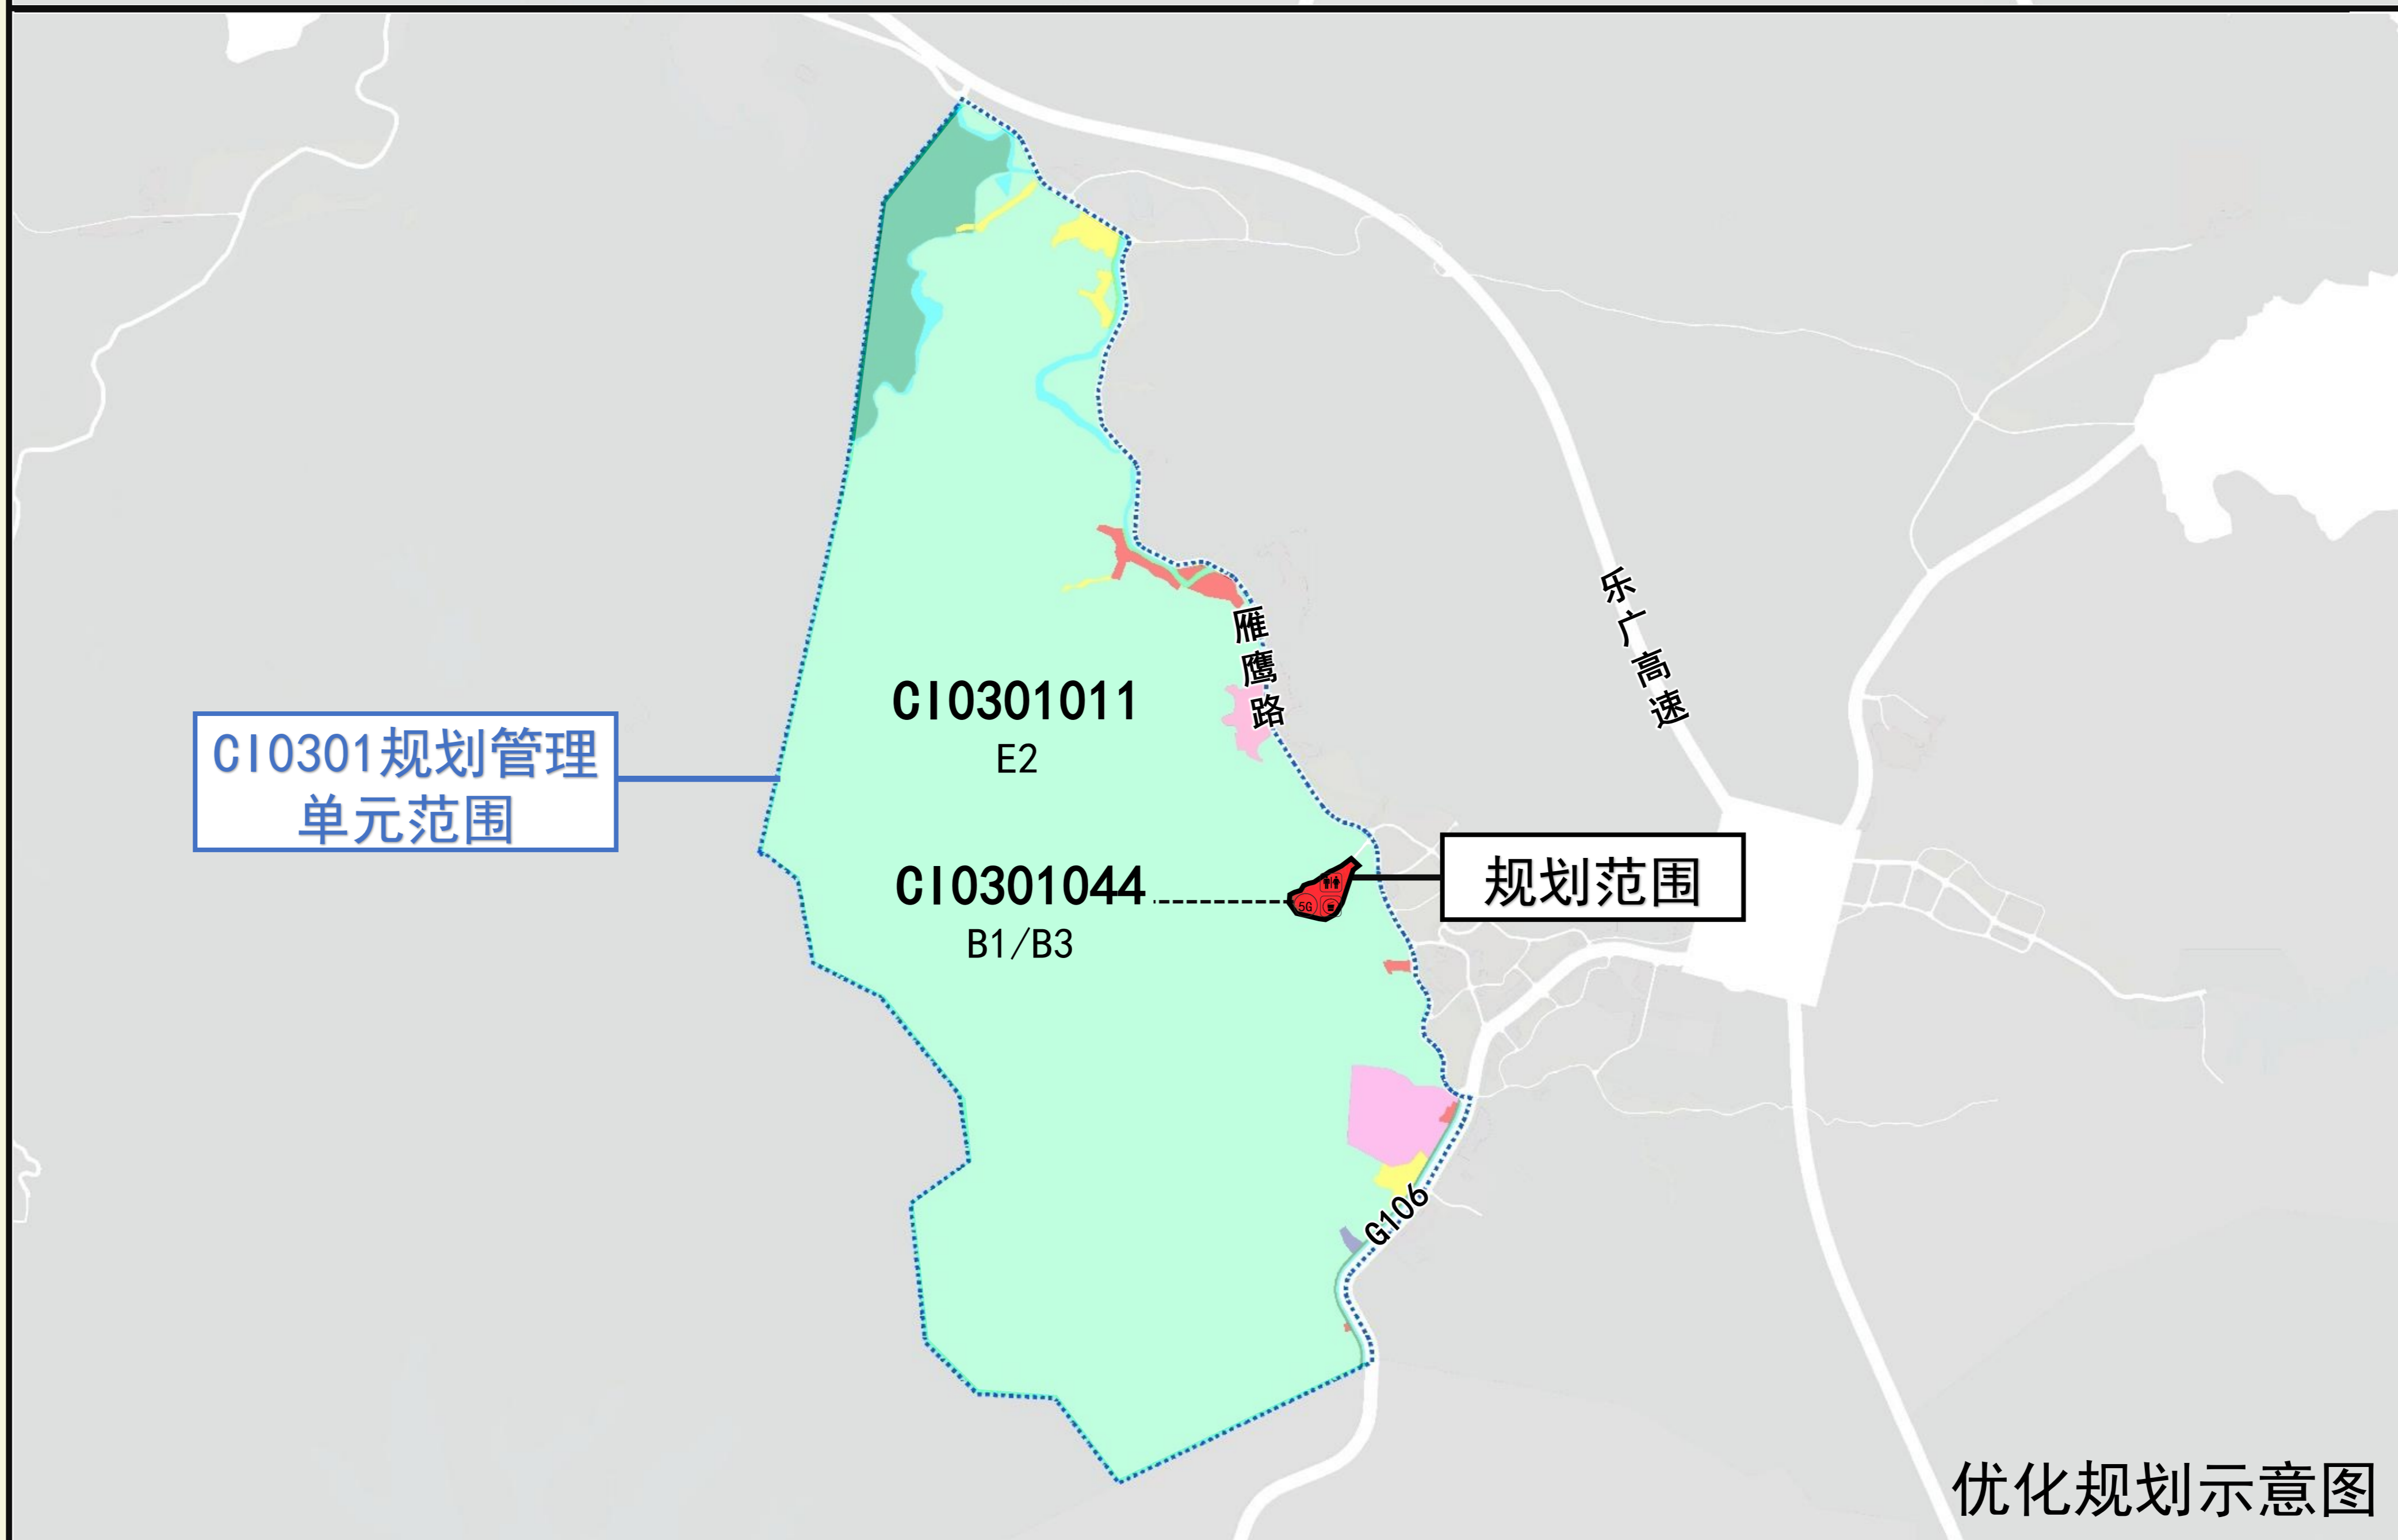 雁鹰路
乐广高速
CI0301011
E2
CI0301规划管理
单元范围
CI0301044
B1/B3
5G
规划范围
G106
优化规划示意图